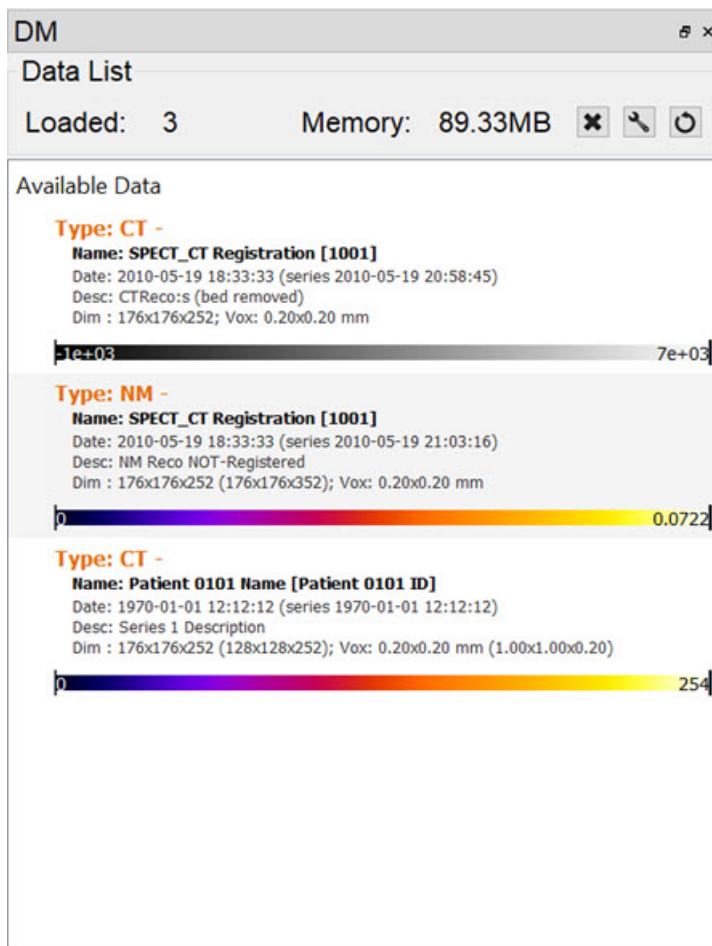 DM
Data List
Loaded: 3 Memory: 89.33MB
Available Data
Type: CT -
Name: SPECT_CT Registration [1001]
Date: 2010-05-19 18:33:33 (series 2010-05-19 20:58:45)
Desc: CTReco:s (bed removed)
Dim : 176x176x252; Vox: 0.20x0.20 mm
-1e+03 7e+03
Type: NM -
Name: SPECT_CT Registration [1001]
Date: 2010-05-19 18:33:33 (series 2010-05-19 21:03:16)
Desc: NM Reco NOT-Registered
Dim : 176x176x252 (176x176x352); Vox: 0.20x0.20 mm
0 0.0722
Type: CT -
Name: Patient 0101 Name [Patient 0101 ID]
Date: 1970-01-01 12:12:12 (series 1970-01-01 12:12:12)
Desc: Series 1 Description
Dim : 176x176x252 (128x128x252); Vox: 0.20x0.20 mm (1.00x1.00x0.20)
0 254